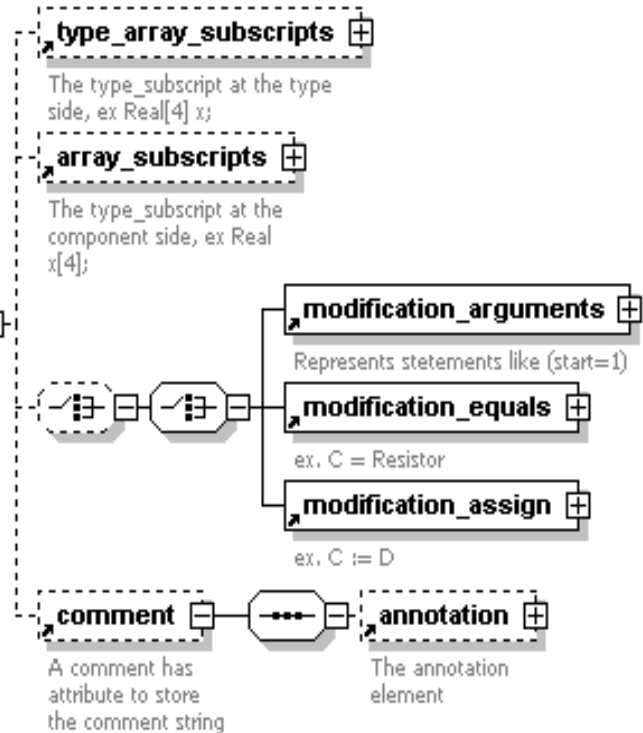 type_array_subscripts
The type_subscript at the type
side, ex Real[4] x;
array_subscripts
The type_subscript at the
component side, ex Real
x[4];
modification_arguments
Represents stetements like (start=1)
modification_equals
ex. C = Resistor
modification_assign
ex. C := D
comment
A comment has
attribute to store
the comment string
annotation
The annotation
element